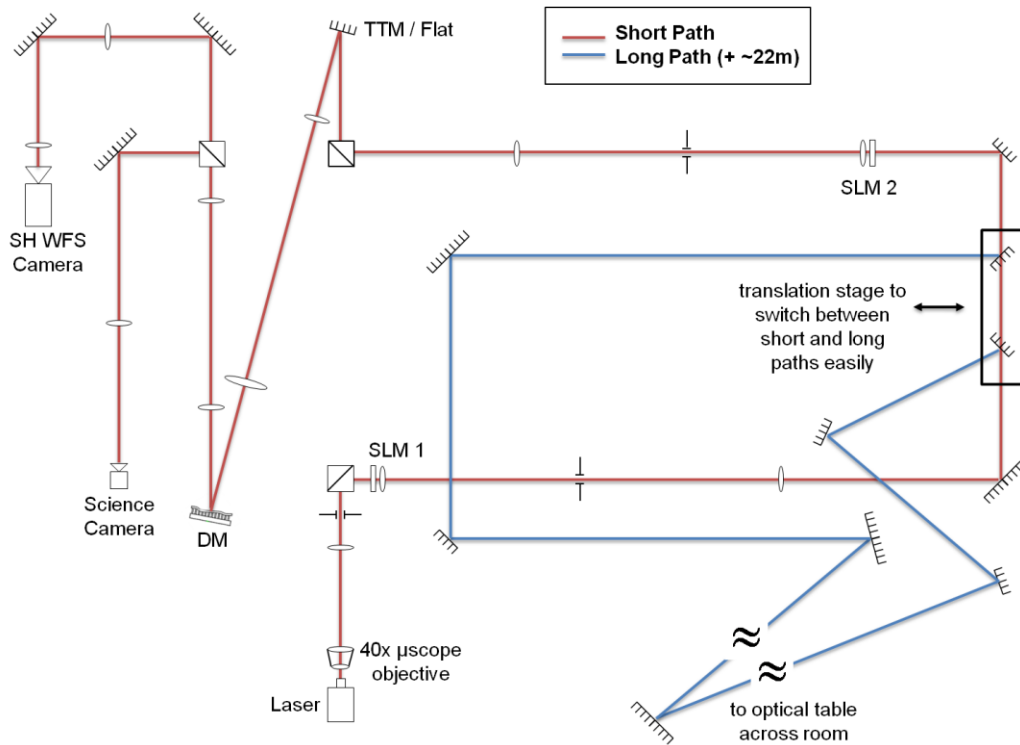 TTM / Flat
Short Path
Long Path (+ ~22m)
SLM 2
SH WFS
Camera
translation stage to
switch between
short and long
paths easily
SLM 1
Science
Camera
DM
40x µscope
objective
Laser
≈
≈
to optical table
across room